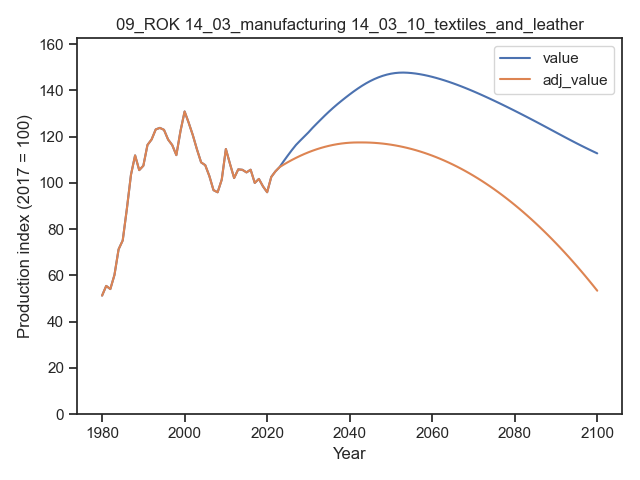 09_ROK 14_03_manufacturing 14_03_10_textiles_and_leather
value
adj_value
Production index (2017 = 100)
160
140
120
100
80
60
40
20
0
1980 2000 2020 2040 2060 2080 2100
Year